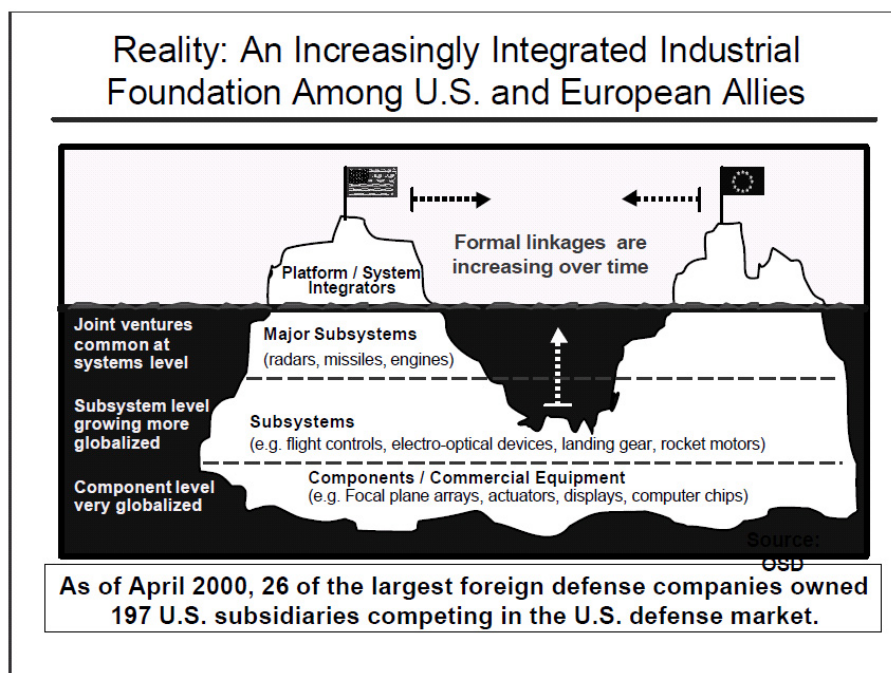 Reality: An Increasingly Integrated Industrial
Foundation Among U.S. and European Allies
Formal linkages are
increasing over time
Platform / System
Integrators
Joint ventures
common at
systems level
Major Subsystems
(radars, missiles, engines)
Subsystem level
growing more
globalized
Subsystems
(e.g. flight controls, electro-optical devices, landing gear, rocket motors)
Component level
very globalized
Components / Commercial Equipment
(e.g. Focal plane arrays, actuators, displays, computer chips)
Source:
OSD
As of April 2000, 26 of the largest foreign defense companies owned
197 U.S. subsidiaries competing in the U.S. defense market.